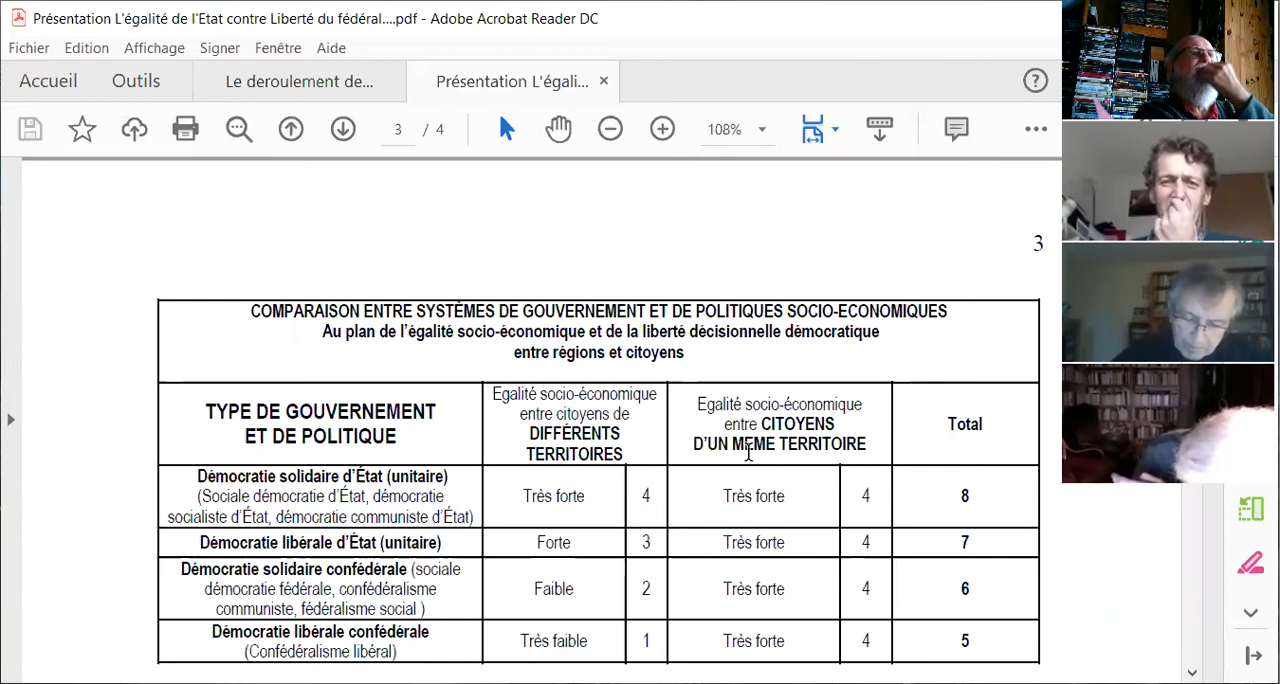 Présentation L'égalité de l'Etat contre Liberté du fédéral....pdf - Adobe Acrobat Reader DC
Fichier Edition Affichage Signer Fenêtre Aide
Accueil Outils Le deroulement de... Présentation L'égali... ×
3 / 4 108%
3
COMPARAISON ENTRE SYSTÈMES DE GOUVERNEMENT ET DE POLITIQUES SOCIO-ECONOMIQUES
Au plan de l'égalité socio-économique et de la liberté décisionnelle démocratique
entre régions et citoyens
TYPE DE GOUVERNEMENT
ET DE POLITIQUE
Egalité socio-économique
entre citoyens de
DIFFÉRENTS
TERRITOIRES
Egalité socio-économique
entre CITOYENS
D'UN MEME TERRITOIRE
Total
Démocratie solidaire d'État (unitaire)
(Sociale démocratie d'État, démocratie
socialiste d'État, démocratie communiste d'État)
Très forte 4 Très forte 4 8
Démocratie libérale d'État (unitaire) Forte 3 Très forte 4 7
Démocratie solidaire confédérale (sociale
démocratie fédérale, confédéralisme
communiste, fédéralisme social )
Faible 2 Très forte 4 6
Démocratie libérale confédérale
(Confédéralisme libéral)
Très faible 1 Très forte 4 5